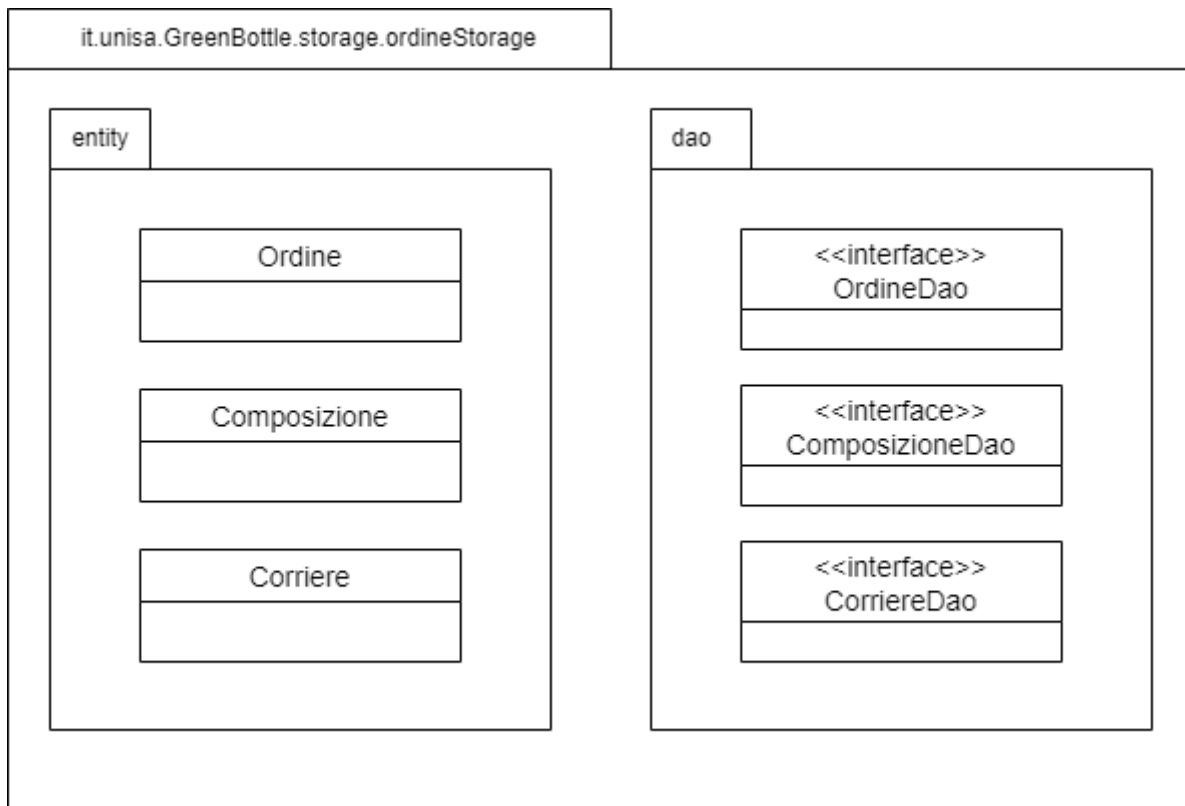 it.unisa.GreenBottle.storage.ordineStorage
entity
Ordine
Composizione
Corriere
dao
<<interface>>
OrdineDao
<<interface>>
ComposizioneDao
<<interface>>
CorriereDao